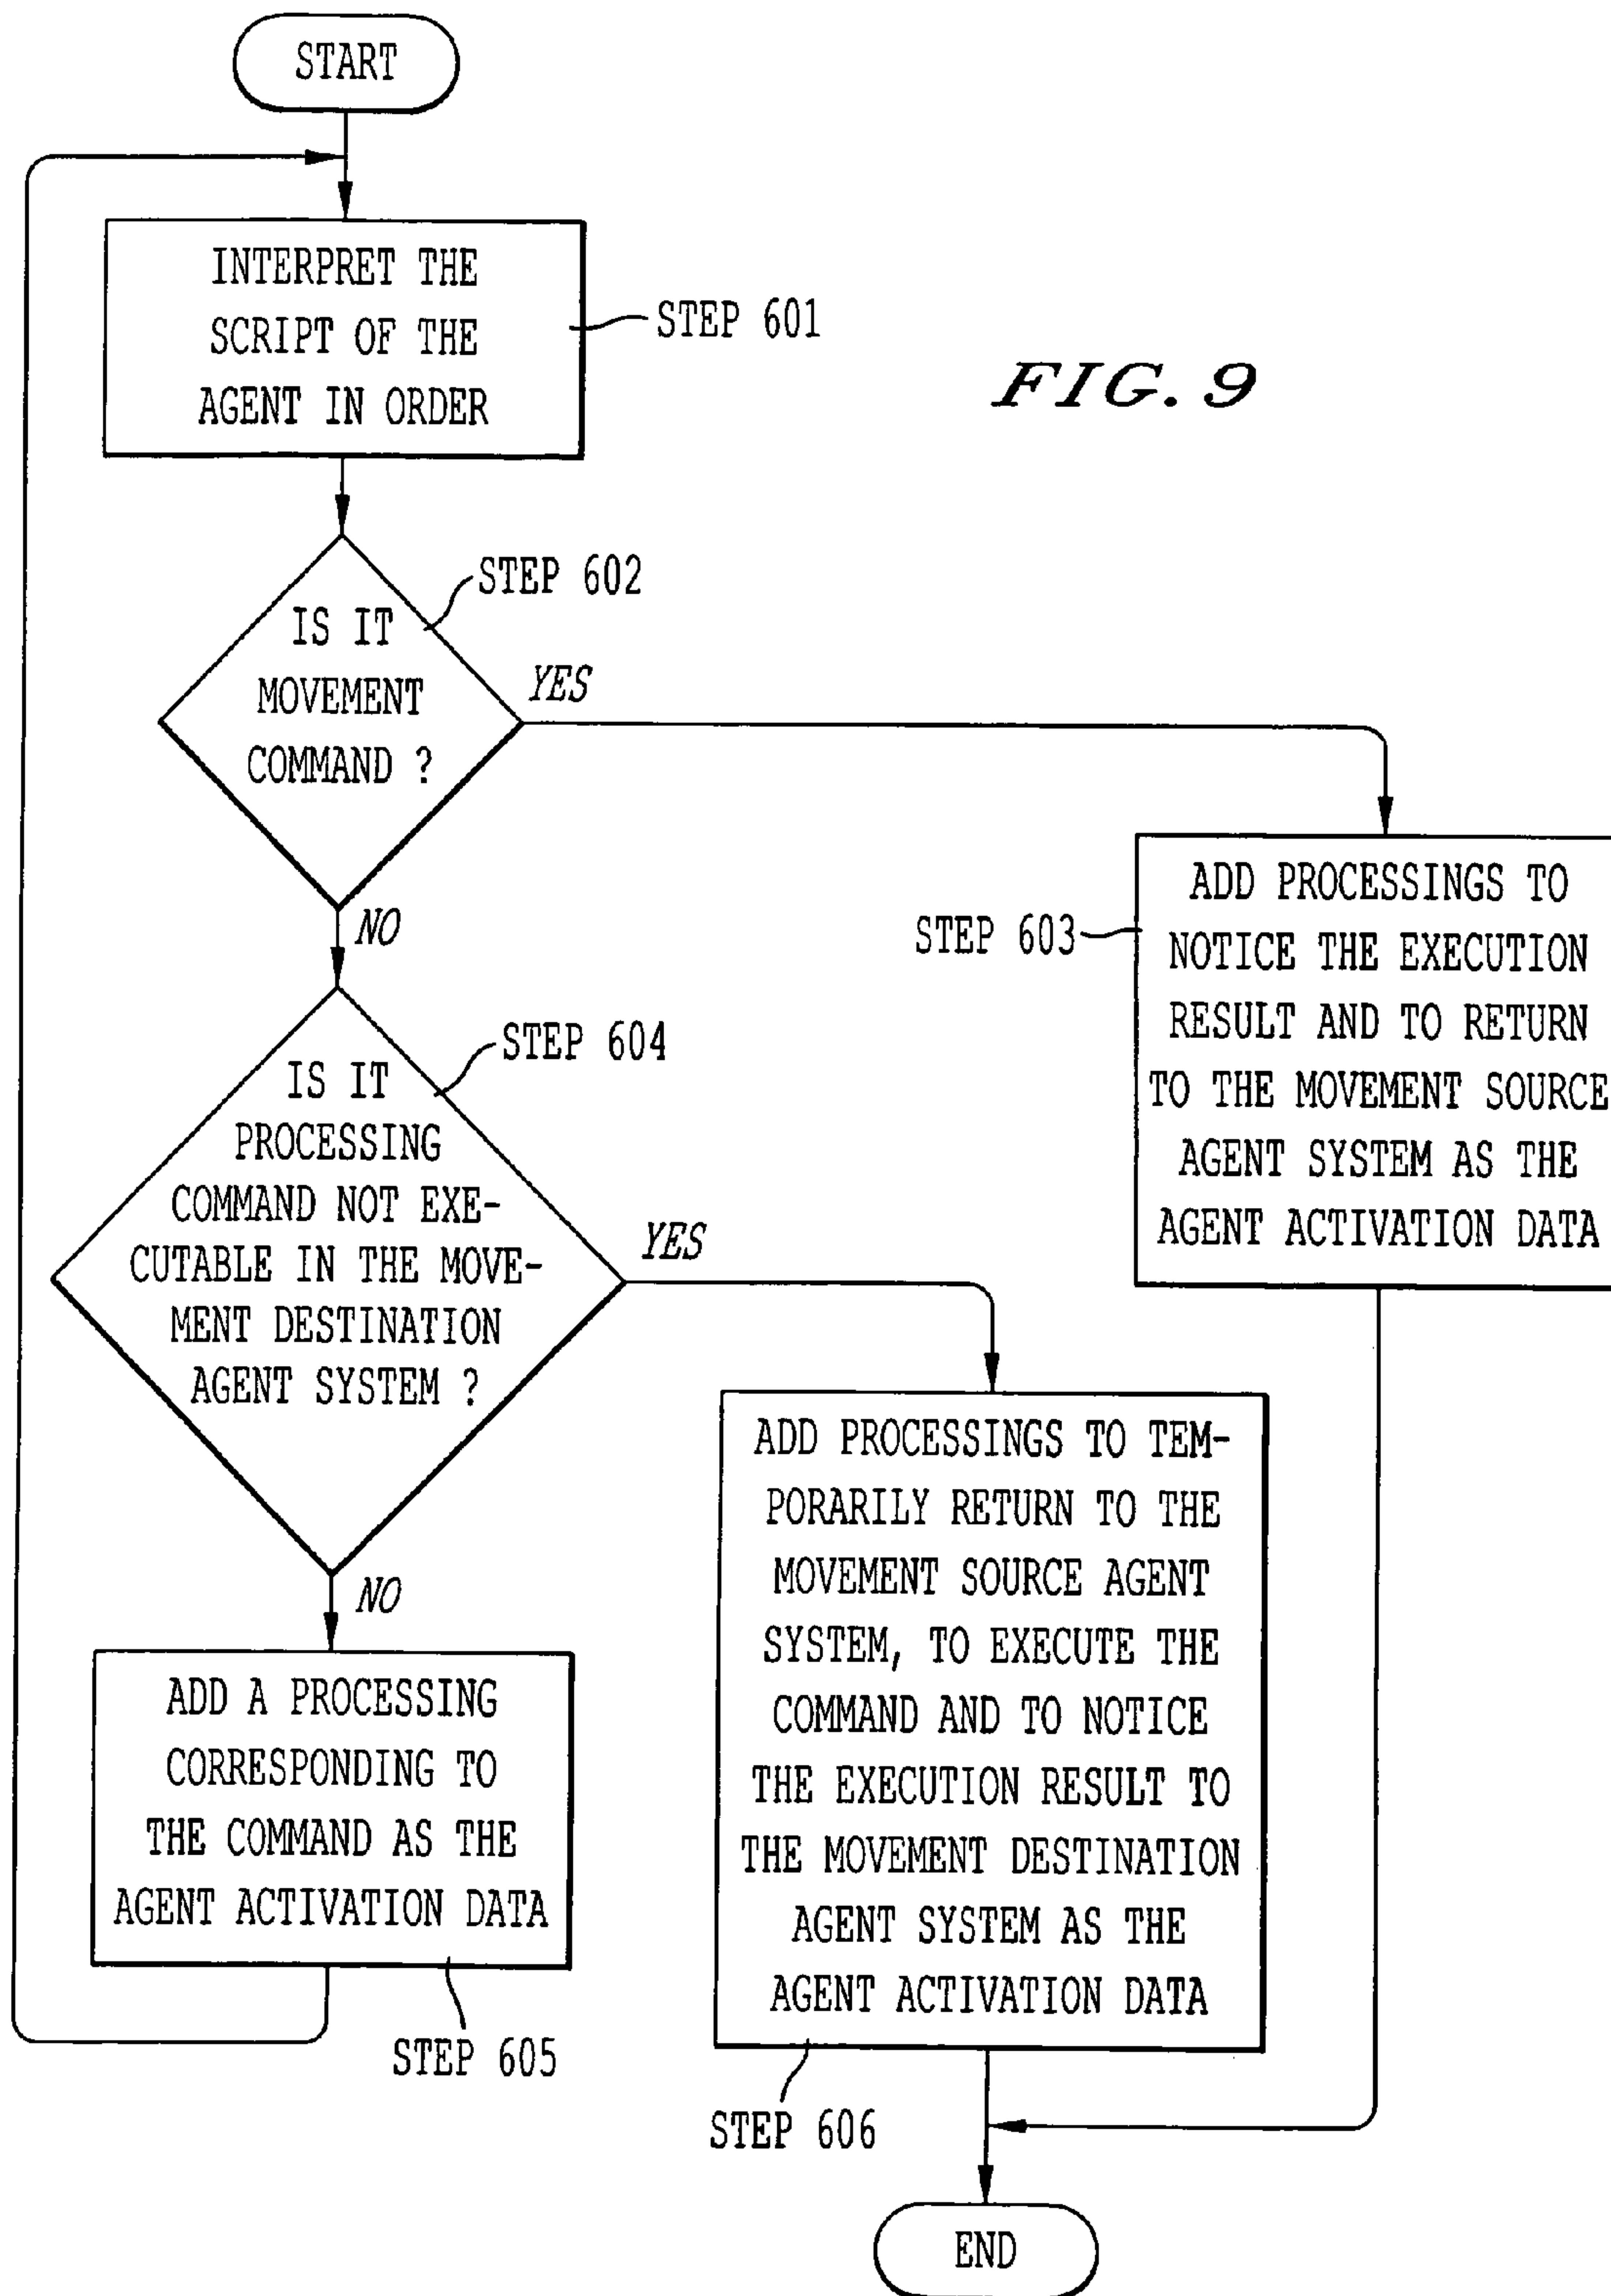 START
INTERPRET THE
SCRIPT OF THE
AGENT IN ORDER
STEP 601
FIG. 9
IS IT
MOVEMENT
COMMAND ?
STEP 602
YES
NO
ADD PROCESSINGS TO
NOTICE THE EXECUTION
RESULT AND TO RETURN
TO THE MOVEMENT SOURCE
AGENT SYSTEM AS THE
AGENT ACTIVATION DATA
STEP 603
IS IT
PROCESSING
COMMAND NOT EXE-
CUTABLE IN THE MOVE-
MENT DESTINATION
AGENT SYSTEM ?
STEP 604
YES
NO
ADD A PROCESSING
CORRESPONDING TO
THE COMMAND AS THE
AGENT ACTIVATION DATA
STEP 605
ADD PROCESSINGS TO TEM-
PORARILY RETURN TO THE
MOVEMENT SOURCE AGENT
SYSTEM, TO EXECUTE THE
COMMAND AND TO NOTICE
THE EXECUTION RESULT TO
THE MOVEMENT DESTINATION
AGENT SYSTEM AS THE
AGENT ACTIVATION DATA
STEP 606
END